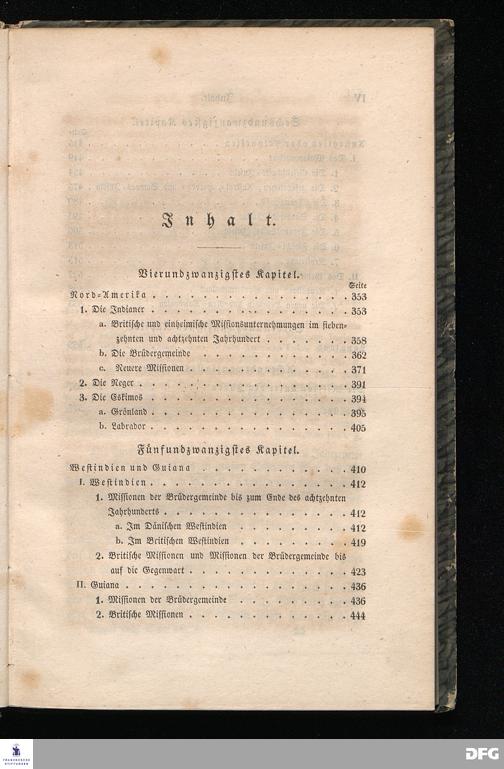 Inhalt.
Vierundzwanzigstes Kapitel.
Seite
Nord-Amerika . . . 353
1. Die Indianer . . . 353
a. Britische und einheimische Missionsunternehmungen im sieben-
zehnten und achtzehnten Jahrhundert . . . 358
b. Die Brüdergemeinde . . . 362
c. Neuere Missionen . . . 371
2. Die Neger . . . 391
3. Die Eskimos . . . 394
a. Grönland . . . 395
b. Labrador . . . 405
Fünfundzwanzigstes Kapitel.
Westindien und Guiana . . . 410
I. Westindien . . . 412
1. Missionen der Brüdergemeinde bis zum Ende des achtzehnten
Jahrhunderts . . . 412
a. Im Dänischen Westindien . . . 412
b. Im Britischen Westindien . . . 419
2. Britische Missionen und Missionen der Brüdergemeinde bis
auf die Gegenwart . . . 423
II. Guiana . . . 436
1. Missionen der Brüdergemeinde . . . 436
2. Britische Missionen . . . 444
FRANCKESCHE
STIFTUNGEN
DFG